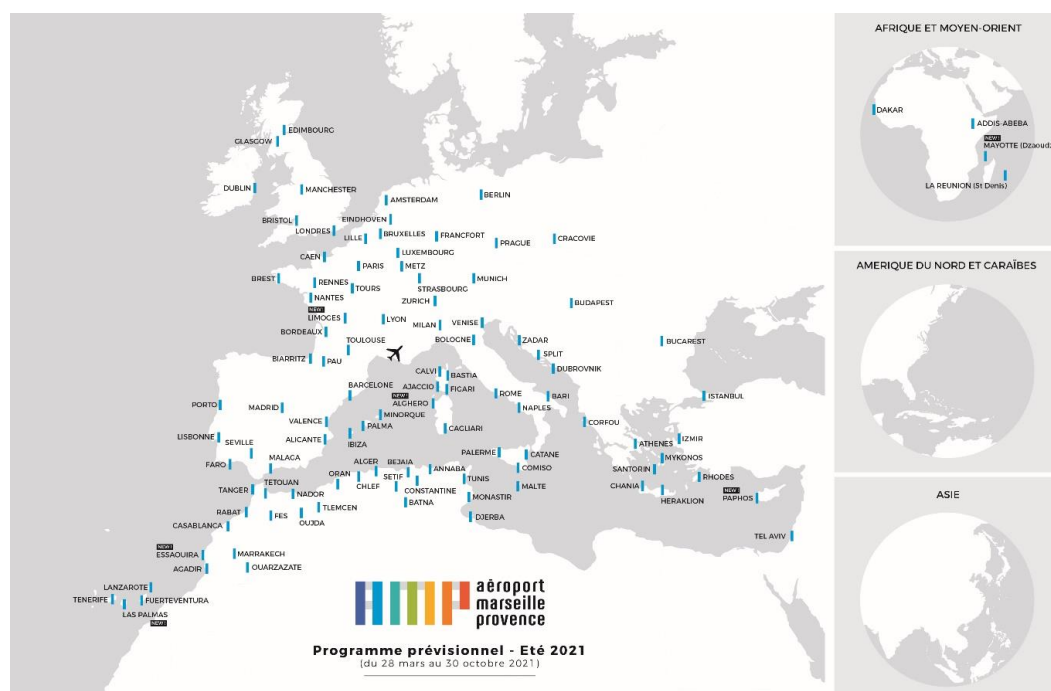 EDIMBOURG
GLASGOW
DUBLIN
MANCHESTER
AMSTERDAM
BERLIN
BRISTOL
EINDHOVEN
LONDRES
LILLE
BRUXELLES
FRANCFORT
PRAGUE
CRACOVIE
CAEN
LUXEMBOURG
PARIS
METZ
BREST
RENNES
TOURS
STRASBOURG
MUNICH
NANTES
ZURICH
BUDAPEST
NEW !
LIMOGES
LYON
MILAN
VENISE
BORDEAUX
TOULOUSE
BOLOGNE
ZADAR
BUCAREST
BIARRITZ
PAU
SPLIT
DUBROVNIK
CALVI
BASTIA
BARCELONE
AJACCIO
FICARI
ROME
BARI
ISTANBUL
NEW !
ALGHERO
PORTO
MADRID
MINORQUE
NAPLES
VALENCE
PALMA
CAGLIARI
CORFOU
LISBONNE
SEVILLE
ALICANTE
IBIZA
ATHENES
IZMIR
PALERME
CATANE
MYKONOS
FARO
MALAGA
ALGER
BEJAIA
ANNABA
COMISO
SANTORIN
ORAN
CHLEF
SETIF
TUNIS
RHODES
TANGER
TETOUAN
NADOR
CONSTANTINE
MALTE
CHANIA
HERAKLION
NEW !
PAPHOS
BATNA
MONASTIR
RABAT
FES
OUJDA
TLEMCEN
DJERBA
CASABLANCA
TEL AVIV
NEW !
ESSAOUIRA
MARRAKECH
AGADIR
OUARZAZATE
LANZAROTE
TENERIFE
FUERTEVENTURA
LAS PALMAS
NEW !
aéroport
marseille
provence
Programme prévisionnel - Eté 2021
(du 28 mars au 30 octobre 2021)
AFRIQUE ET MOYEN-ORIENT
DAKAR
ADDIS-ABEBA
NEW !
MAYOTTE (Dzaoudz
LA REUNION (St Denis)
AMERIQUE DU NORD ET CARAÏBES
ASIE